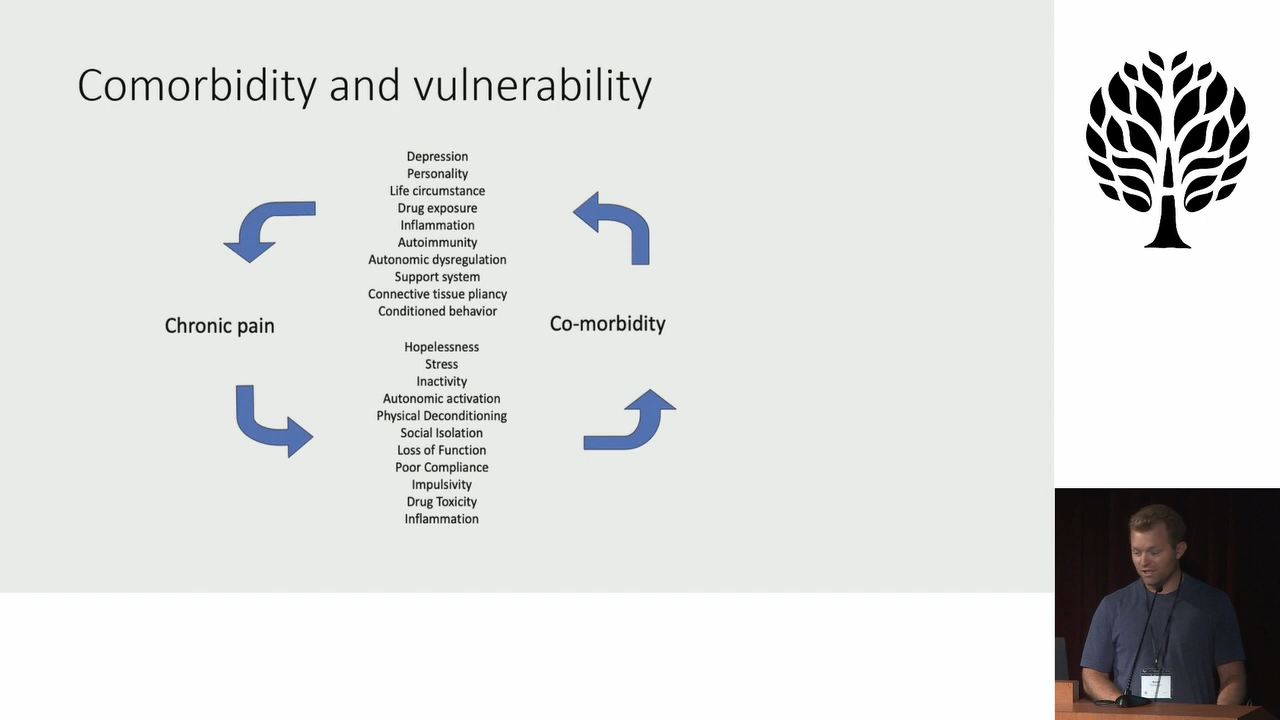 Comorbidity and vulnerability
Depression
Personality
Life circumstance
Drug exposure
Inflammation
Autoimmunity
Autonomic dysregulation
Support system
Connective tissue pliancy
Conditioned behavior
Chronic pain
Co-morbidity
Hopelessness
Stress
Inactivity
Autonomic activation
Physical Deconditioning
Social Isolation
Loss of Function
Poor Compliance
Impulsivity
Drug Toxicity
Inflammation